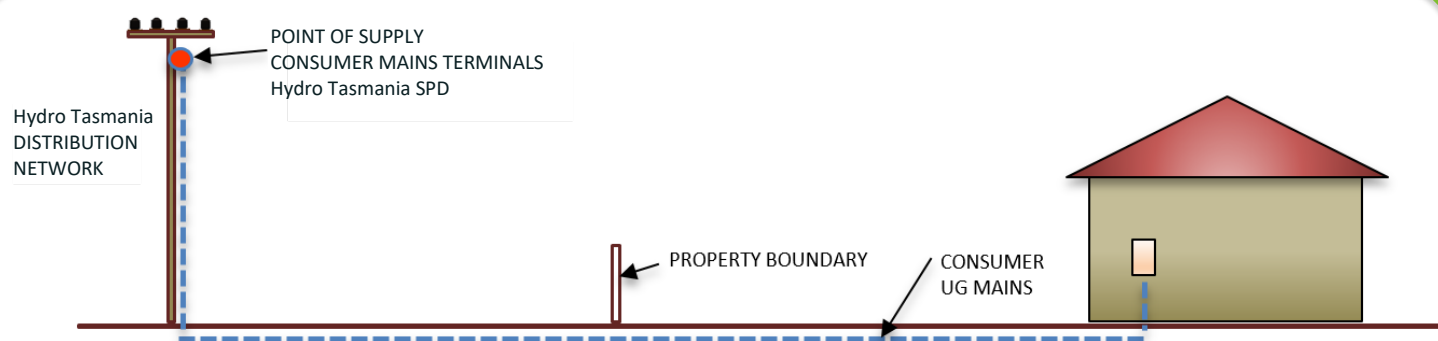 POINT OF SUPPLY
CONSUMER MAINS TERMINALS
Hydro Tasmania SPD
Hydro Tasmania
DISTRIBUTION
NETWORK
PROPERTY BOUNDARY
CONSUMER
UG MAINS